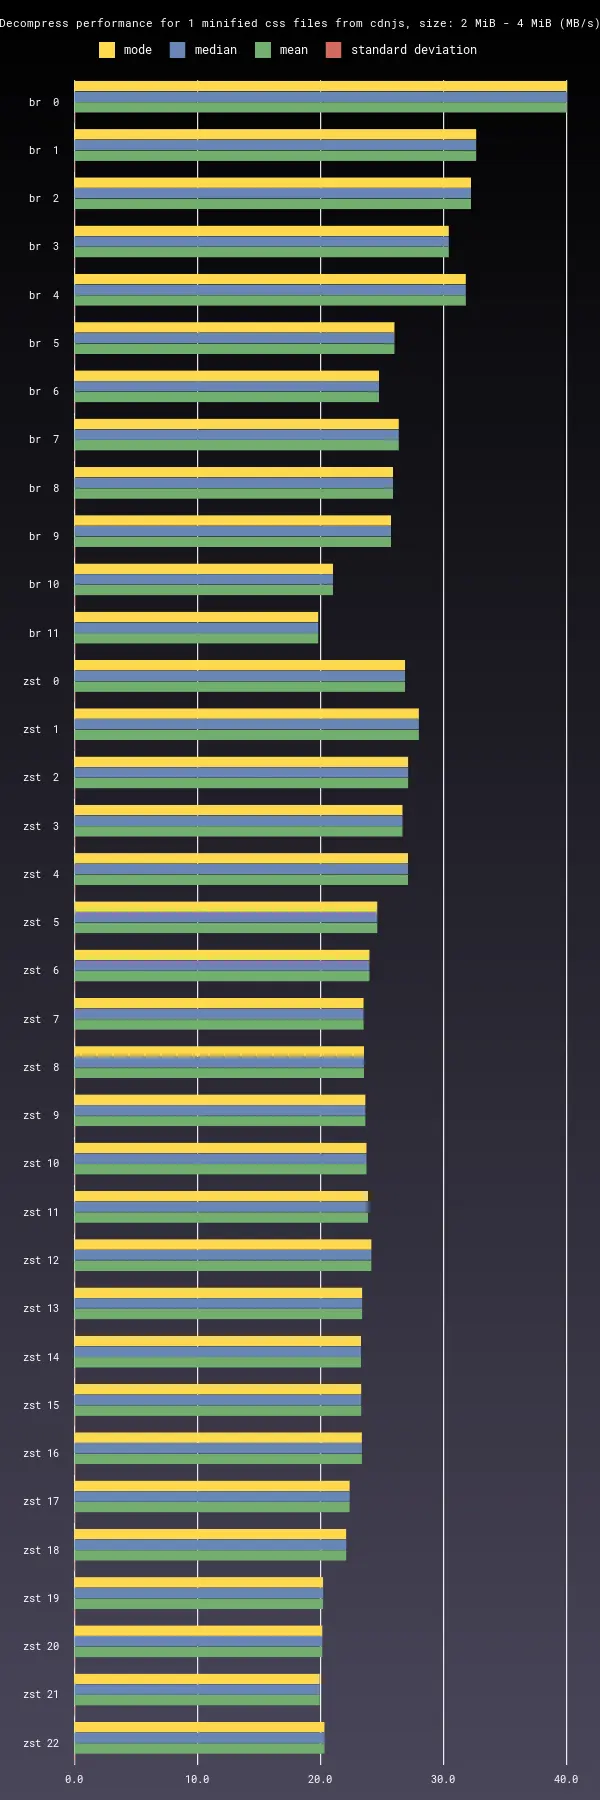 Decompress performance for 1 minified css files from cdnjs, size: 2 MiB - 4 MiB (MB/s)
mode median mean standard deviation
br 0
br 1
br 2
br 3
br 4
br 5
br 6
br 7
br 8
br 9
br 10
br 11
zst 0
zst 1
zst 2
zst 3
zst 4
zst 5
zst 6
zst 7
zst 8
zst 9
zst 10
zst 11
zst 12
zst 13
zst 14
zst 15
zst 16
zst 17
zst 18
zst 19
zst 20
zst 21
zst 22
0.0 10.0 20.0 30.0 40.0